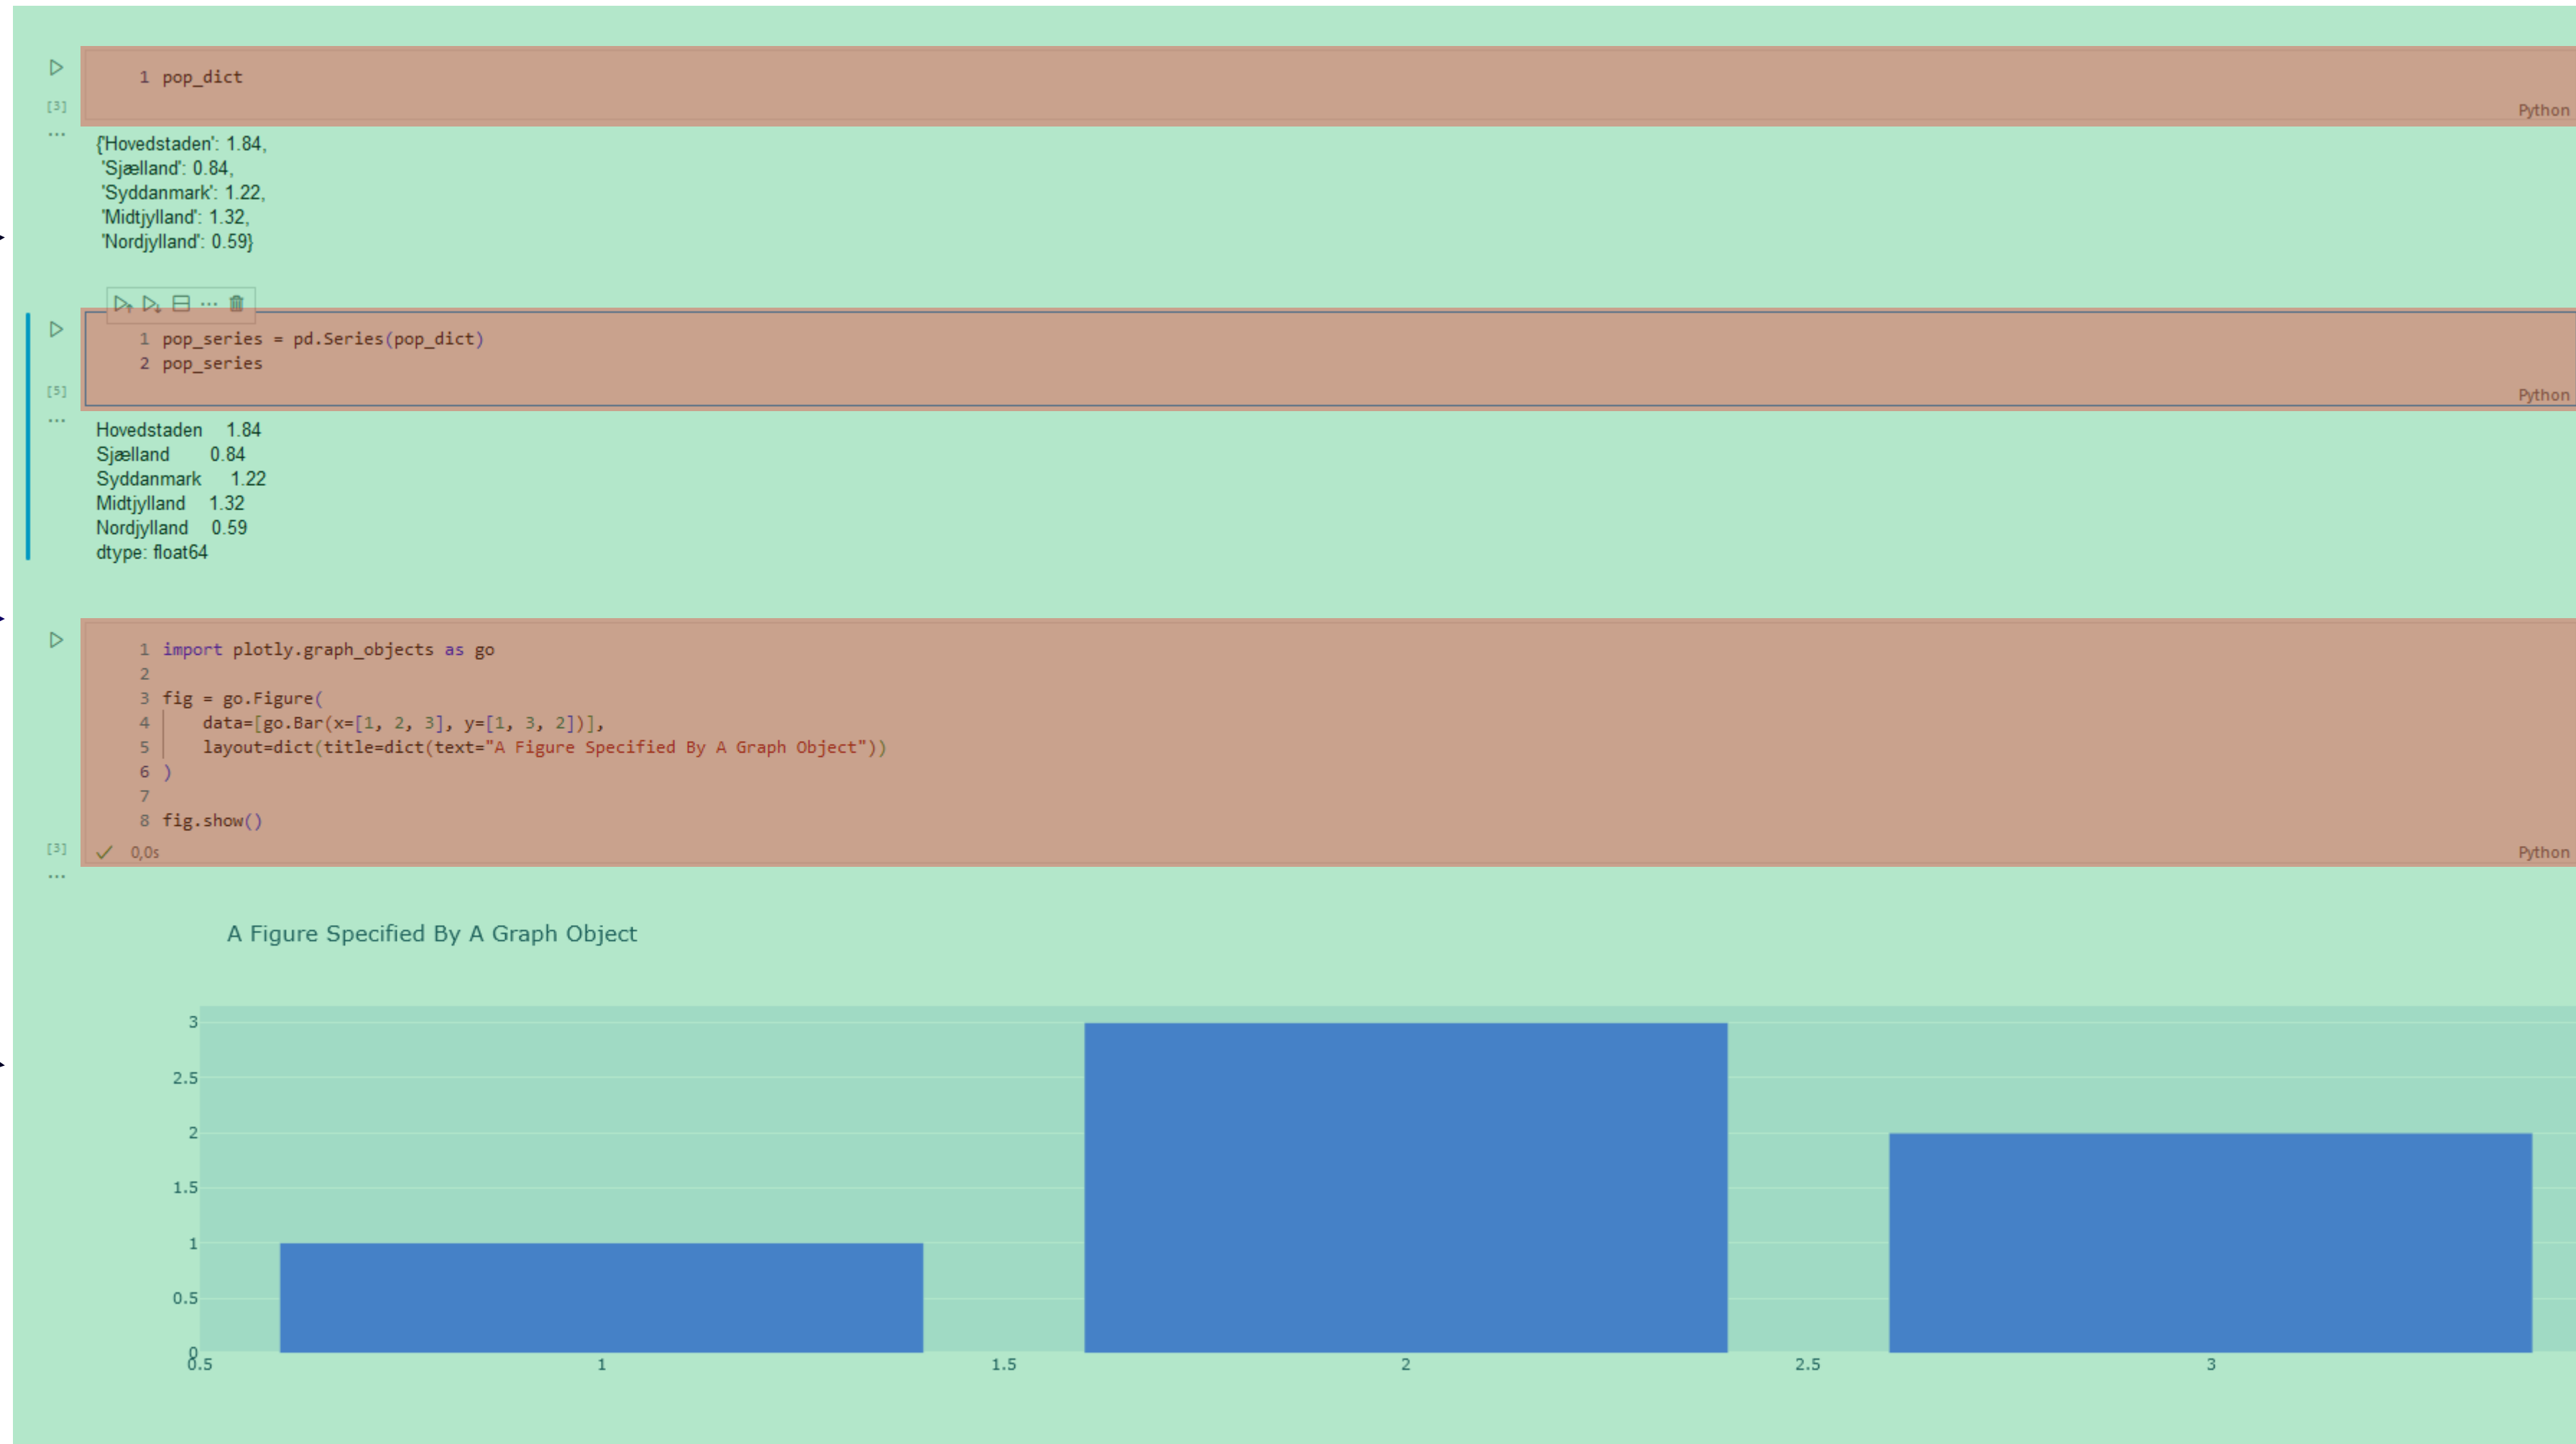 1 pop_dict
[3]
Python
...
{'Hovedstaden': 1.84,
'Sjælland': 0.84,
'Syddanmark': 1.22,
'Midtjylland': 1.32,
'Nordjylland': 0.59}
...
1 pop_series = pd.Series(pop_dict)
2 pop_series
[5]
Python
...
Hovedstaden 1.84
Sjælland 0.84
Syddanmark 1.22
Midtjylland 1.32
Nordjylland 0.59
dtype: float64
1 import plotly.graph_objects as go
2
3 fig = go.Figure(
4 data=[go.Bar(x=[1, 2, 3], y=[1, 3, 2])],
5 layout=dict(title=dict(text="A Figure Specified By A Graph Object"))
6 )
7
8 fig.show()
[3]
0,0s
Python
...
A Figure Specified By A Graph Object
3
2.5
2
1.5
1
0.5
0
0.5 1 1.5 2 2.5 3